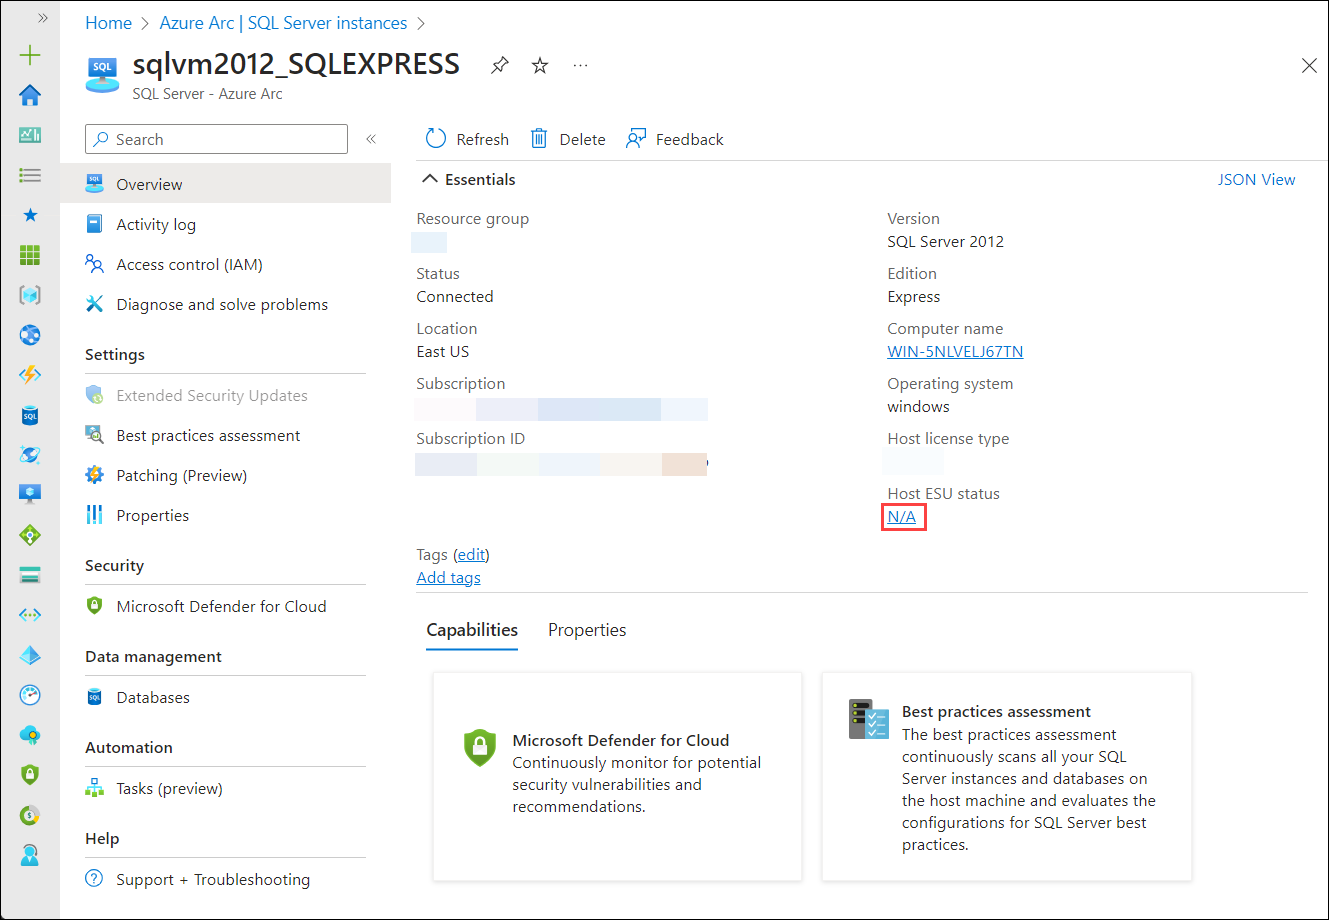 Home > Azure Arc | SQL Server instances >
SQL
sqlvm2012_SQLEXPRESS
SQL Server - Azure Arc
Search
Overview
Activity log
Access control (IAM)
Diagnose and solve problems
Settings
Extended Security Updates
Best practices assessment
Patching (Preview)
Properties
Security
Microsoft Defender for Cloud
Data management
Databases
Automation
Tasks (preview)
Help
Support + Troubleshooting
Refresh
Delete
Feedback
Essentials
JSON View
Resource group
Status
Connected
Location
East US
Subscription
Subscription ID
Version
SQL Server 2012
Edition
Express
Computer name
WIN-5NLVELJ67TN
Operating system
windows
Host license type
Host ESU status
N/A
Tags (edit)
Add tags
Capabilities
Properties
Microsoft Defender for Cloud
Continuously monitor for potential
security vulnerabilities and
recommendations.
Best practices assessment
The best practices assessment
continuously scans all your SQL
Server instances and databases on
the host machine and evaluates the
configurations for SQL Server best
practices.